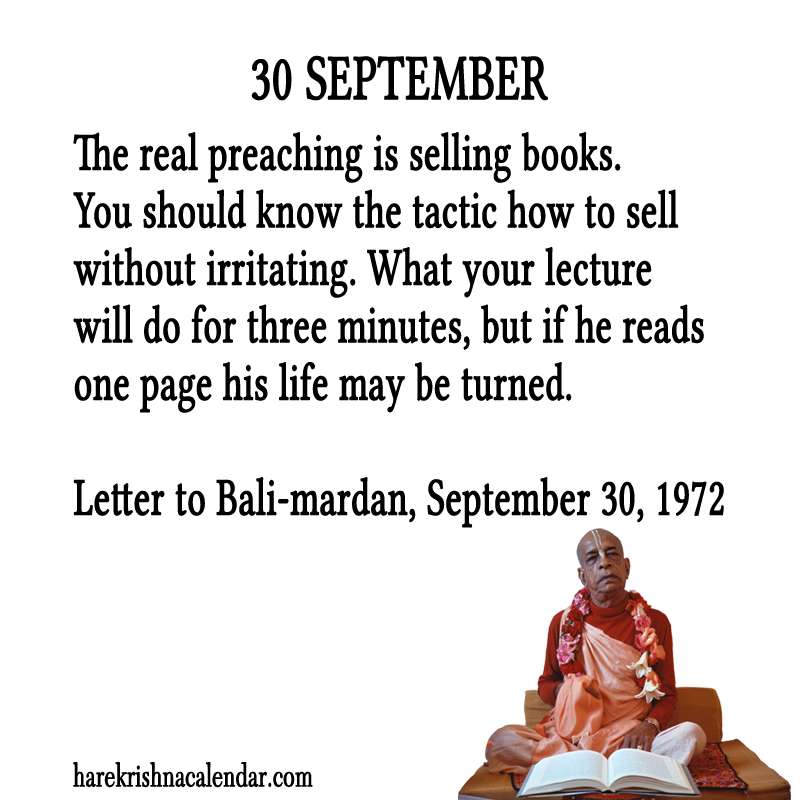 30 SEPTEMBER
The real preaching is selling books.
You should know the tactic how to sell
without irritating. What your lecture
will do for three minutes, but if he reads
one page his life may be turned.
Letter to Bali-mardan, September 30, 1972
harekrishnacalendar.com